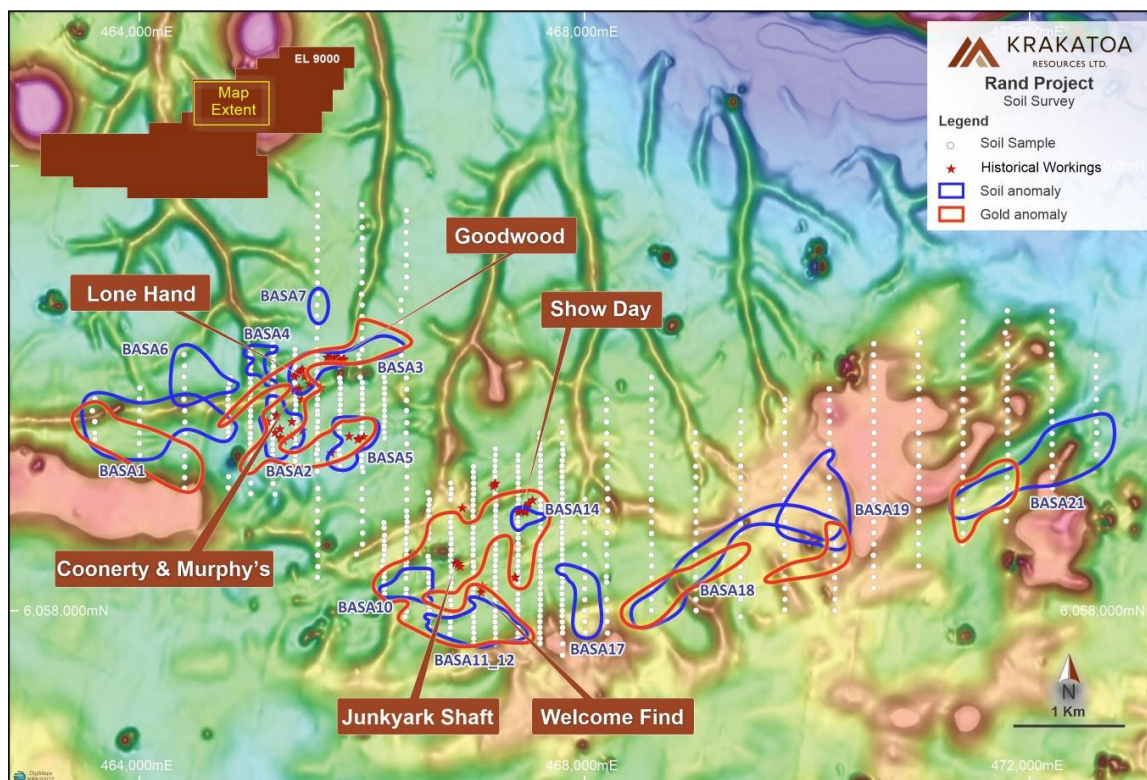 464,000mE
468,000mE
472,000mE
EL 9000
Map
Extent
KRAKATOA
RESOURCES LTD.
Rand Project
Soil Survey
Legend
Soil Sample
Historical Workings
Soil anomaly
Gold anomaly
Goodwood
Lone Hand
BASA7
Show Day
BASA4
BASA6
BASA3
BASA1
BASA2
BASA5
BASA14
BASA19
BASA21
Coonerty & Murphy's
BASA10
BASA18
6,058,000mN
6,058,000mN
BASA11_12
BASA17
Junkyark Shaft
Welcome Find
N
1 Km
DigMaps
464,000mE
468,000mE
472,000mE